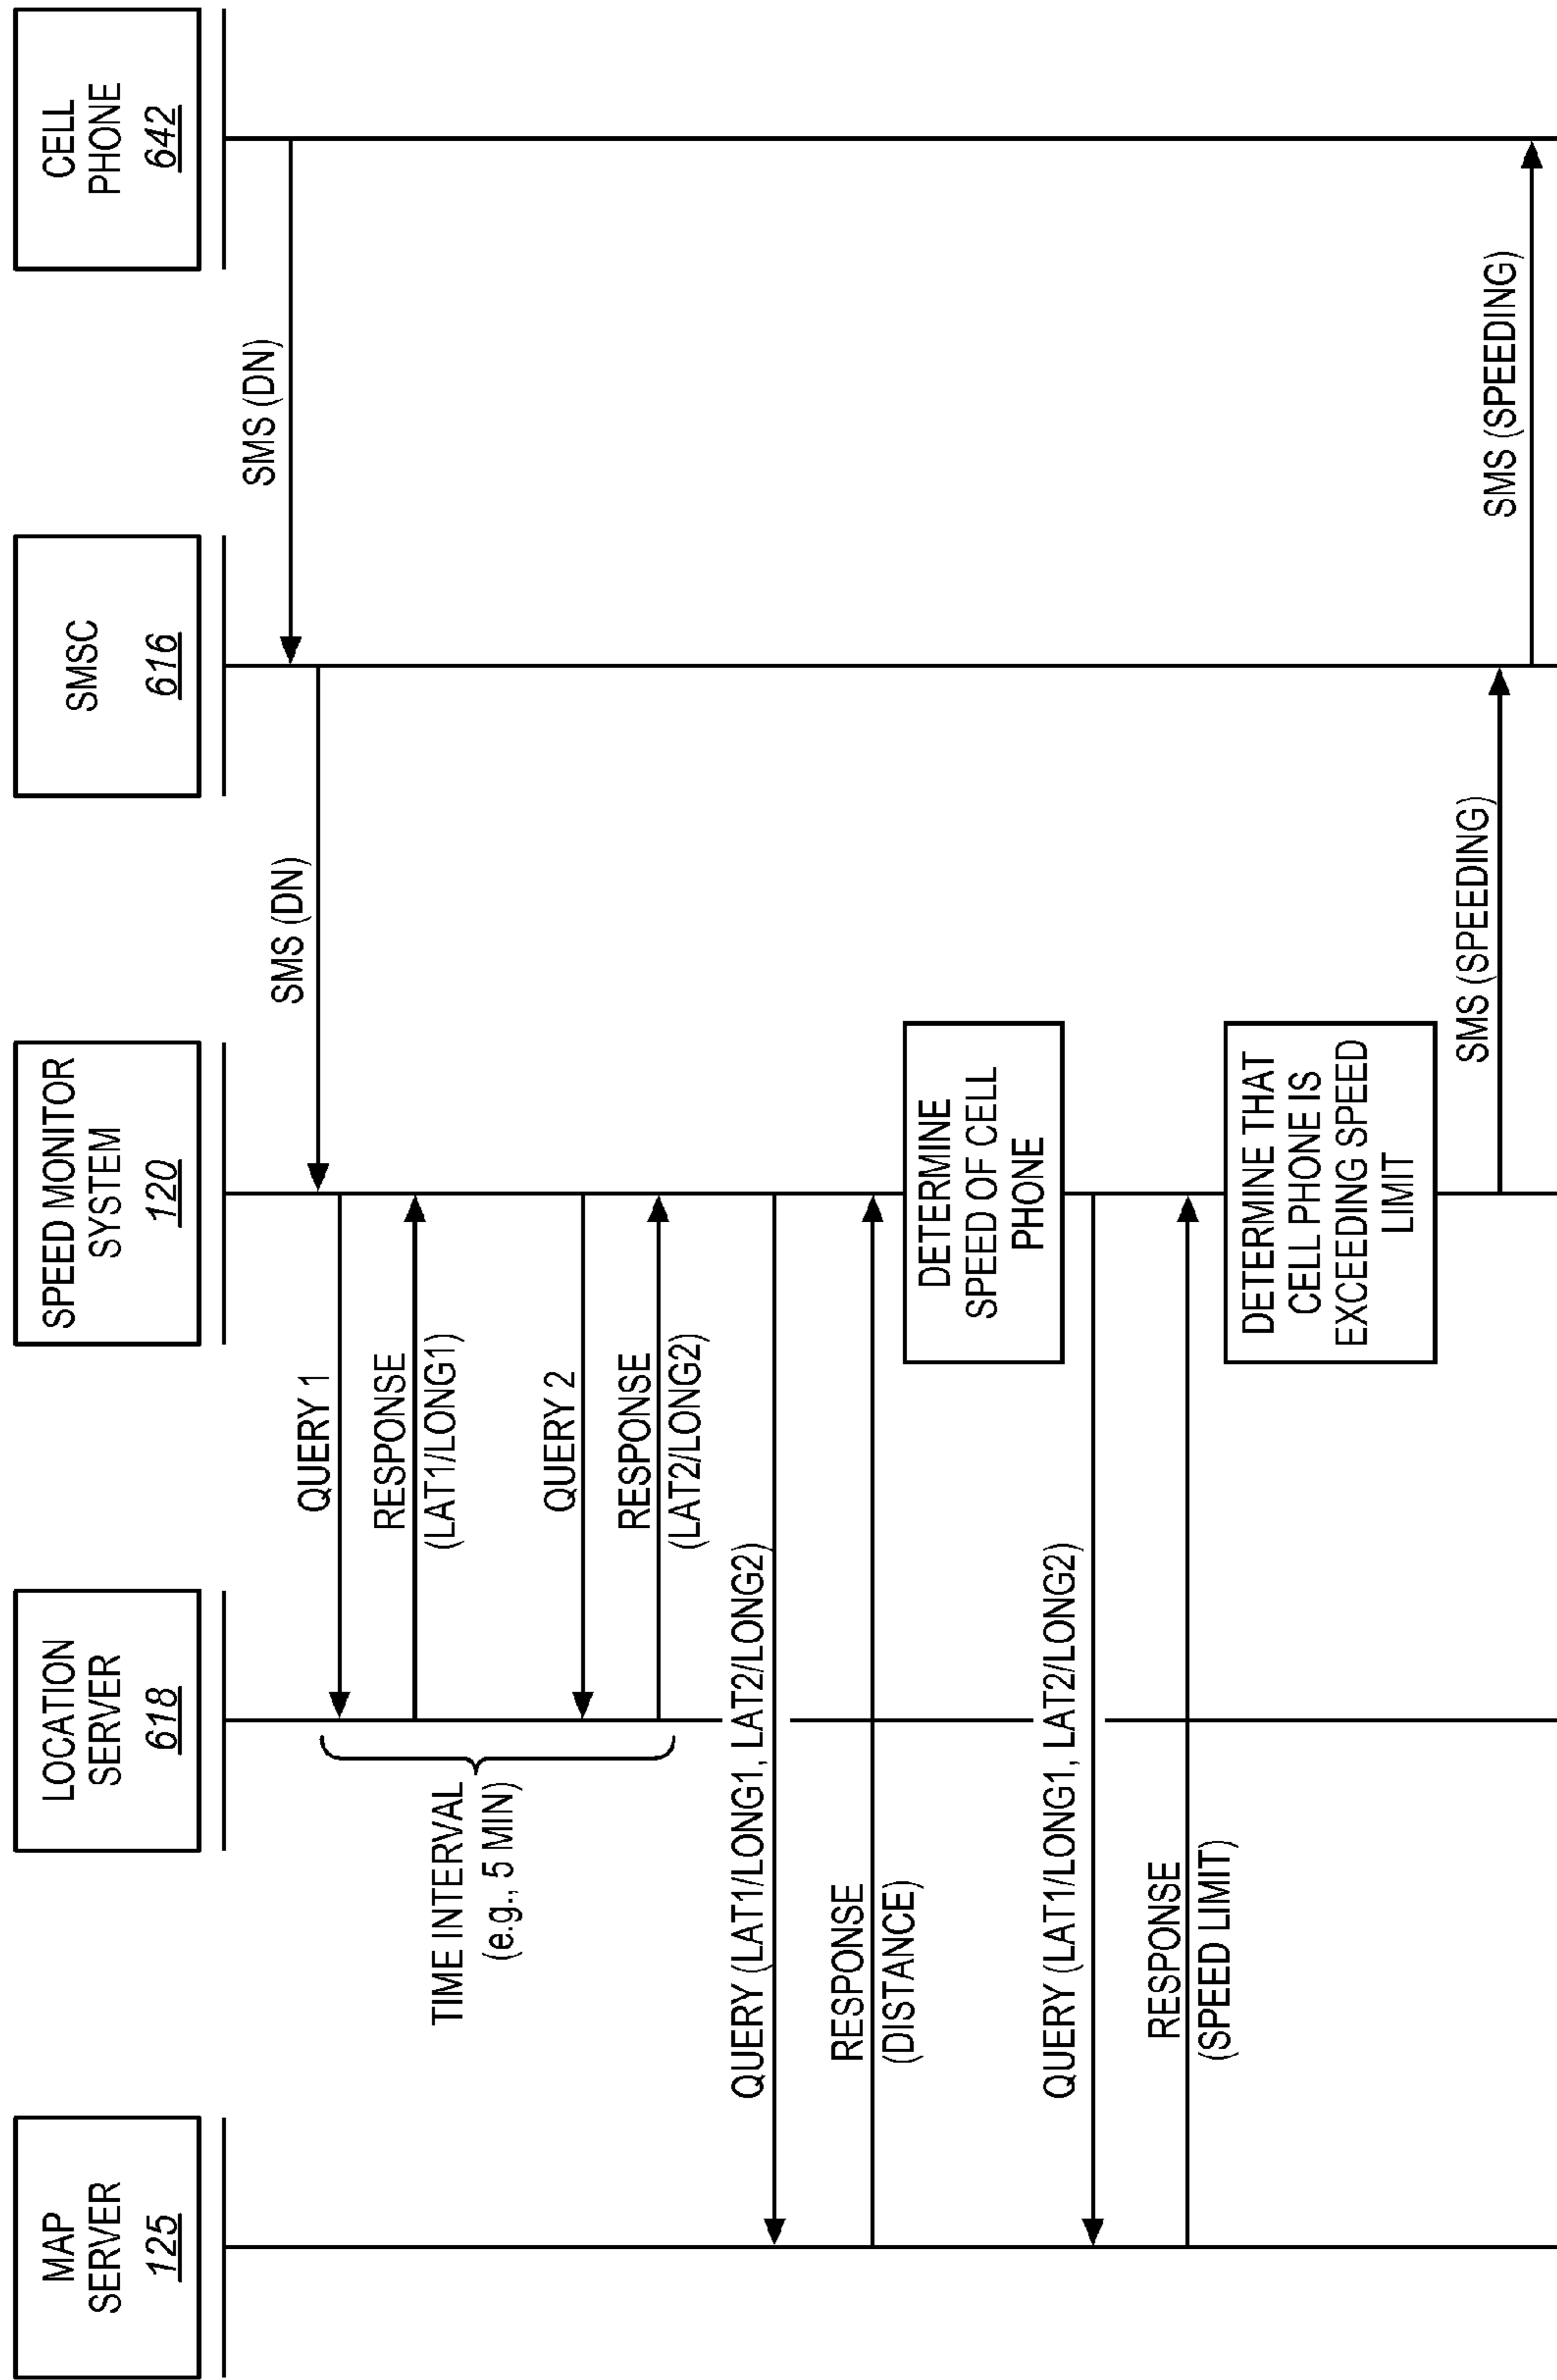 MAP
SERVER
125
LOCATION
SERVER
618
SPEED MONITOR
SYSTEM
120
SMSC
616
CELL
PHONE
642
SMS (DN)
SMS (DN)
QUERY 1
RESPONSE
(LAT1/LONG1)
TIME INTERVAL
(e.g., 5 MIN)
QUERY 2
RESPONSE
(LAT2/LONG2)
QUERY (LAT1/LONG1, LAT2/LONG2)
RESPONSE
(DISTANCE)
DETERMINE
SPEED OF CELL
PHONE
QUERY (LAT1/LONG1, LAT2/LONG2)
RESPONSE
(SPEED LIMIT)
DETERMINE THAT
CELL PHONE IS
EXCEEDING SPEED
LIMIT
SMS (SPEEDING)
SMS (SPEEDING)